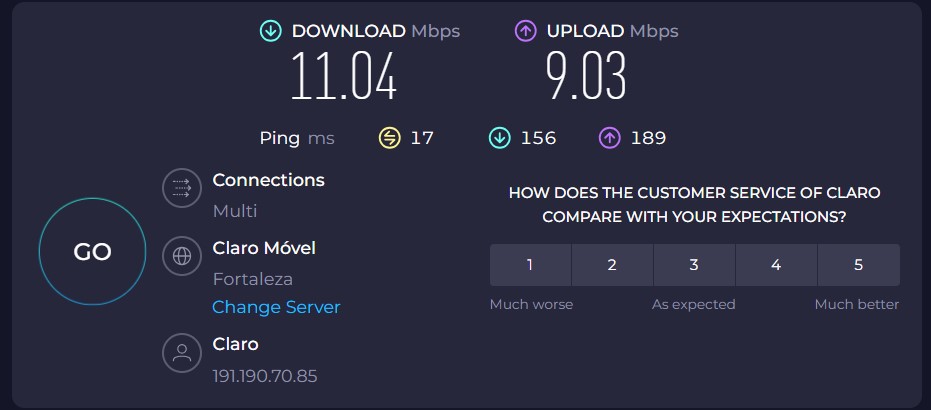 DOWNLOAD Mbps
11.04
UPLOAD Mbps
9.03
Ping ms 17 156 189
GO
Connections
Multi
Claro Móvel
Fortaleza
Change Server
Claro
191.190.70.85
HOW DOES THE CUSTOMER SERVICE OF CLARO
COMPARE WITH YOUR EXPECTATIONS?
1 2 3 4 5
Much worse As expected Much better